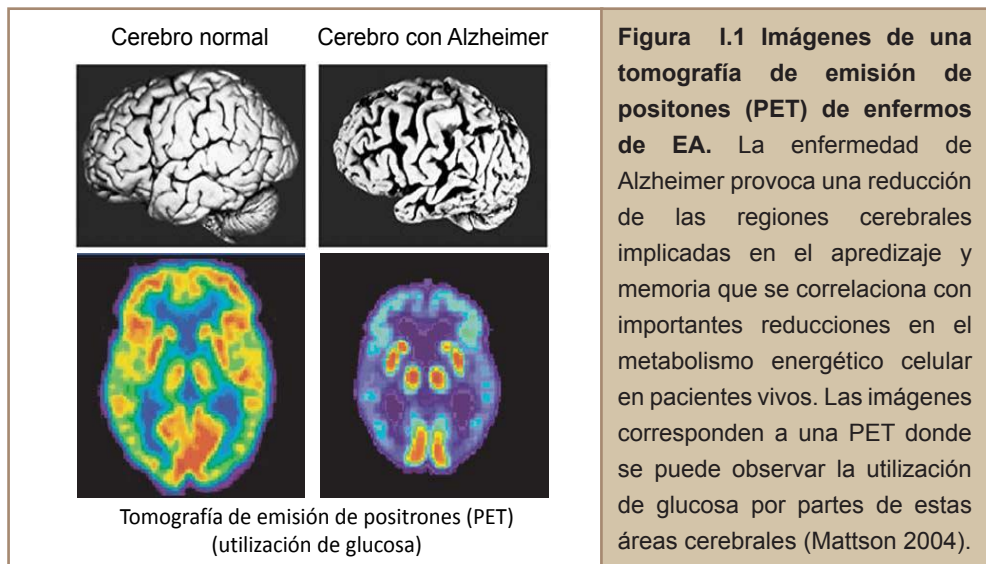 Cerebro normal
Cerebro con Alzheimer
Tomografía de emisión de positrones (PET)
(utilización de glucosa)
Figura I.1 Imágenes de una
tomografía de emisión de
positones (PET) de enfermos
de EA. La enfermedad de
Alzheimer provoca una reducción
de las regiones cerebrales
implicadas en el apredizaje y
memoria que se correlaciona con
importantes reducciones en el
metabolismo energético celular
en pacientes vivos. Las imágenes
corresponden a una PET donde
se puede observar la utilización
de glucosa por partes de estas
áreas cerebrales (Mattson 2004).